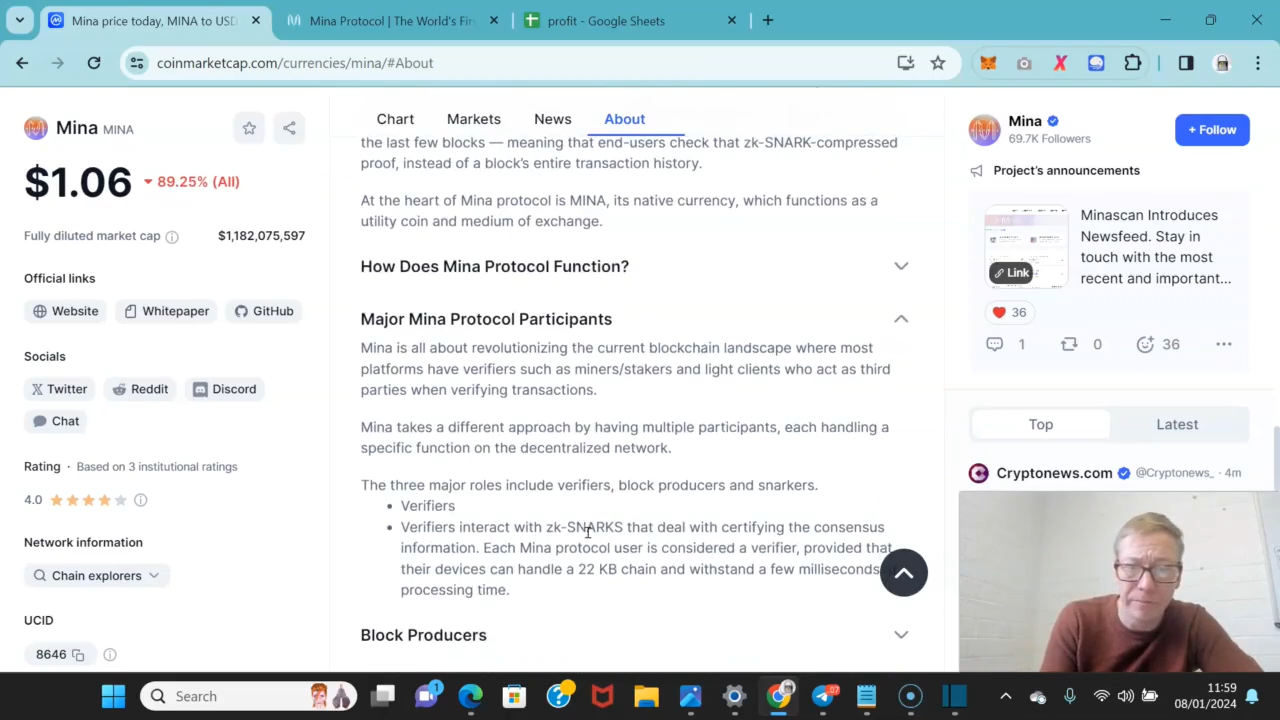 Mina price today, MINA to USD
Mina Protocol | The World's Fir
profit - Google Sheets
coinmarketcap.com/currencies/mina/#About
Mina MINA
$1.06 89.25% (All)
Fully diluted market cap $1,182,075,597
Official links
Website Whitepaper GitHub
Socials
Twitter Reddit Discord
Chat
Rating · Based on 3 institutional ratings
4.0
Network information
Chain explorers
UCID
8646
Chart Markets News About
the last few blocks — meaning that end-users check that zk-SNARK-compressed
proof, instead of a block's entire transaction history.
At the heart of Mina protocol is MINA, its native currency, which functions as a
utility coin and medium of exchange.
How Does Mina Protocol Function?
Major Mina Protocol Participants
Mina is all about revolutionizing the current blockchain landscape where most
platforms have verifiers such as miners/stakers and light clients who act as third
parties when verifying transactions.
Mina takes a different approach by having multiple participants, each handling a
specific function on the decentralized network.
The three major roles include verifiers, block producers and snarkers.
• Verifiers
• Verifiers interact with zk-SNARKS that deal with certifying the consensus
information. Each Mina protocol user is considered a verifier, provided that
their devices can handle a 22 KB chain and withstand a few milliseconds
processing time.
Block Producers
Mina
69.7K Followers
+ Follow
Project's announcements
Minascan Introduces
Newsfeed. Stay in
touch with the most
recent and important...
Link
36
1 0 36
Top Latest
Cryptonews.com @Cryptonews_ · 4m
Search
1
07
11:59
08/01/2024